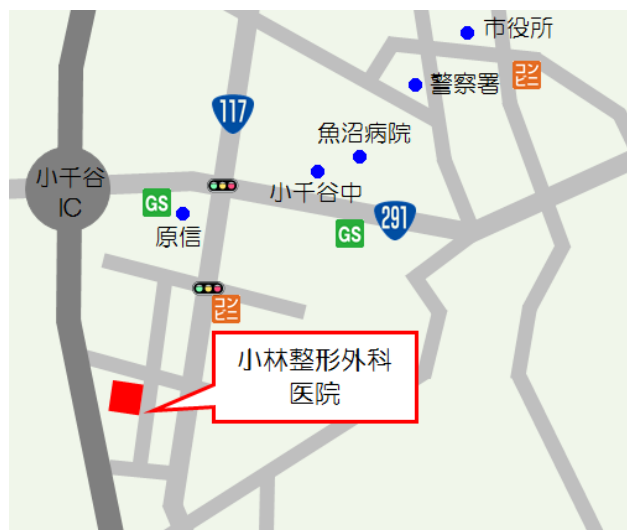 市役所
警察署
コン
ビニ
117
魚沼病院
小千谷
IC
小千谷中
GS
原信
291
GS
コン
ビニ
小林整形外科
医院